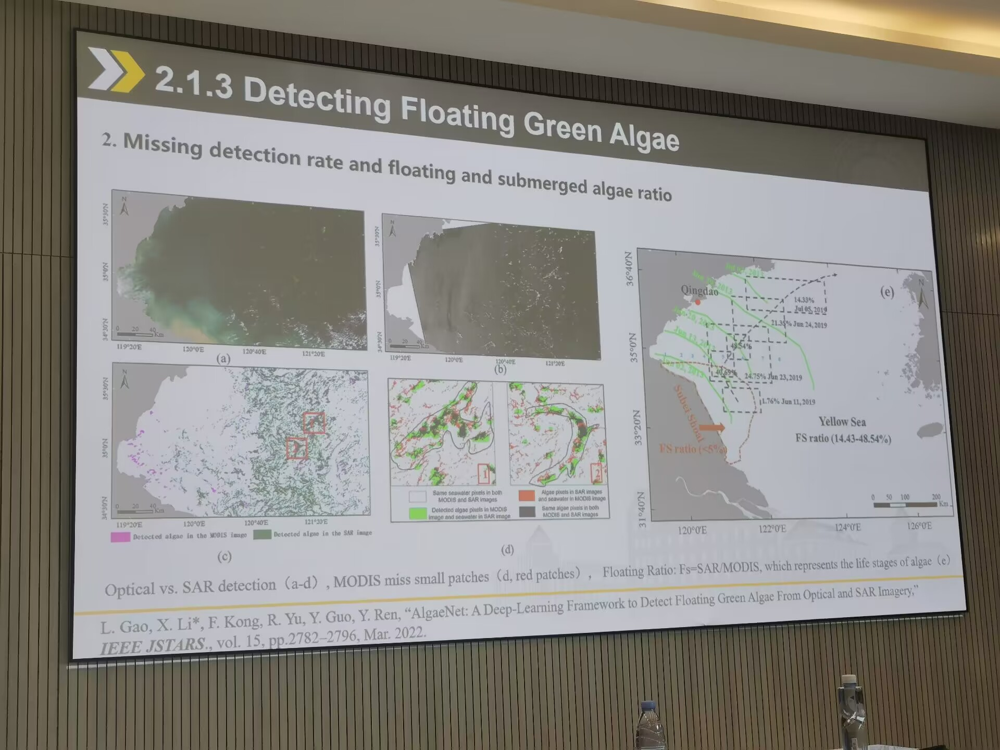 2.1.3 Detecting Floating Green Algae
2. Missing detection rate and floating and submerged algae ratio
N
35°30'N
35°0'N
34°30'N
0 20 40
Km
119°20'E 120°0'E 120°40'E 121°20'E
(a)
N
35°30'N
35°0'N
34°30'N
0 20 40
Km
119°20'E 120°0'E 120°40'E 121°20'E
(b)
N
35°30'N
35°0'N
34°30'N
0 20 40
Km
119°20'E 120°0'E 120°40'E 121°20'E
Detected algae in the MODIS image
Detected algae in the SAR image
(c)
1
2
Same seawater pixels in both
MODIS and SAR images
Algae pixels in SAR images
and seawater in MODIS image
Detected algae pixels in MODIS
image and seawater in SAR image
Same algae pixels in both
MODIS and SAR images
(d)
36°40'N
35°0'N
33°20'N
31°40'N
Qingdao
(e)
N
14.33%
Jul 05, 2019
21.35% Jun 24, 2019
48.54%
Jun 13, 2013
40.69%
24.75% Jun 23, 2019
1.76% Jun 11, 2019
Subei Shoal
FS ratio (<5%)
Yellow Sea
FS ratio (14.43-48.54%)
0 50 100 200
Km
120°0'E 122°0'E 124°0'E 126°0'E
Optical vs. SAR detection（a-d）, MODIS miss small patches（d, red patches）, Floating Ratio: Fs=SAR/MODIS, which represents the life stages of algae（e）
L. Gao, X. Li*, F. Kong, R. Yu, Y. Guo, Y. Ren, “AlgaeNet: A Deep-Learning Framework to Detect Floating Green Algae From Optical and SAR Imagery,”
IEEE JSTARS., vol. 15, pp.2782–2796, Mar. 2022.